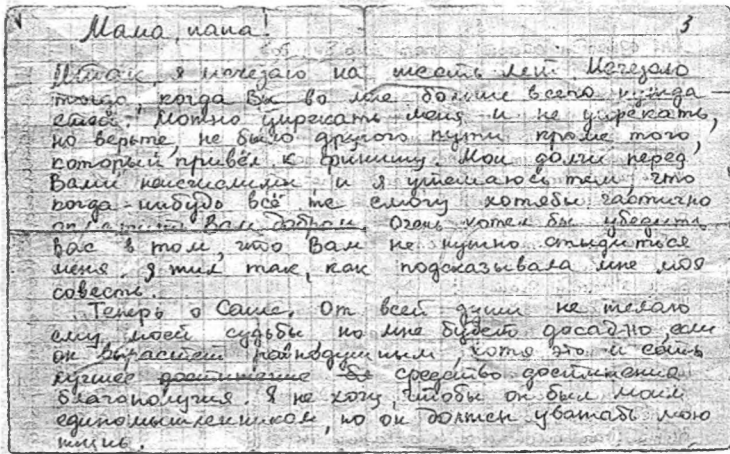 Мама, папа! 3
Итак, я исчезаю на шесть лет. Исчезаю
тогда, когда Вы во мне больше всего нужда
етесь. Можно упрекать меня и не упрекать,
но верьте, не было другого пути кроме того,
который привёл к финишу. Мои долги перед
Вами неисчислимы, и я утешаюсь тем, что
когда-нибудь всё же смогу хотябы частично
Вам добром. Очень хотел бы убедить
Вас в том, что Вам не нужно стыдиться
меня. Я жил так, как подсказывала мне моя
совесть.
Теперь о Саше. От всей души не желаю
ему моей судьбы но мне будет досадно, если
он вырастет равнодушным, хотя это и есть
лучшее достижение средство достижения
благополучия. Я не хочу, чтобы он был моим
единомышленником, но он должен уважать мою
жизнь.